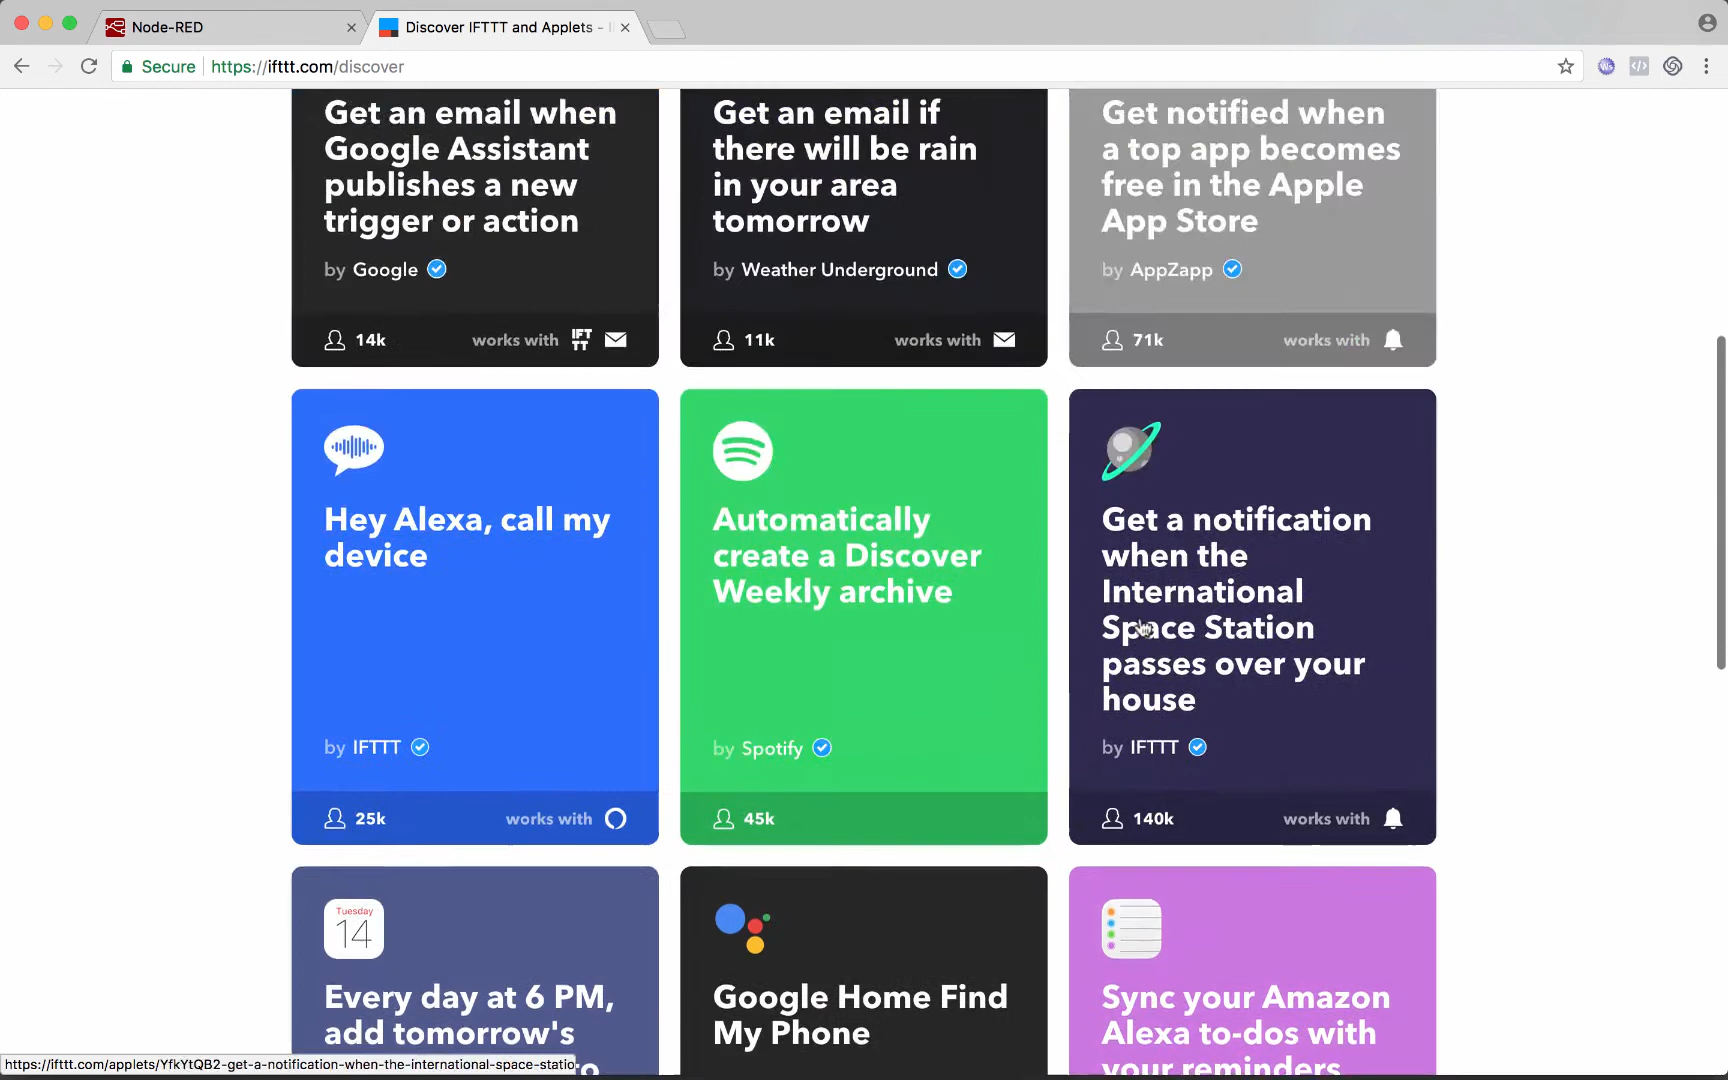 Node-RED
Discover IFTTT and Applets - I
Secure
https://ifttt.com/discover
Get an email when
Google Assistant
publishes a new
trigger or action
by Google
14k
works with
IFTTT
Get an email if
there will be rain
in your area
tomorrow
by Weather Underground
11k
works with
Get notified when
a top app becomes
free in the Apple
App Store
by AppZapp
71k
works with
Hey Alexa, call my
device
by IFTTT
25k
works with
Automatically
create a Discover
Weekly archive
by Spotify
45k
Get a notification
when the
International
Space Station
passes over your
house
by IFTTT
140k
works with
Tuesday
14
Every day at 6 PM,
add tomorrow's
Google Home Find
My Phone
Sync your Amazon
Alexa to-dos with
your reminders
https://ifttt.com/applets/YfkYtQB2-get-a-notification-when-the-international-space-statio